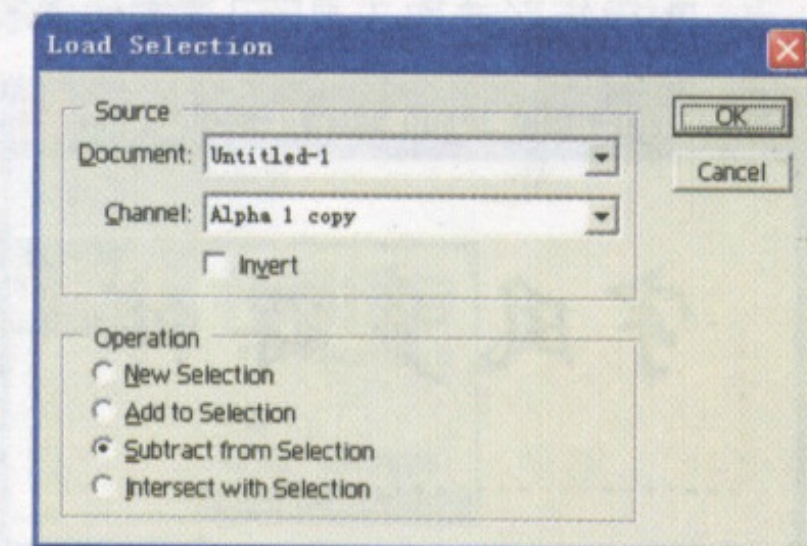 Load Selection
Source
Document: Untitled-1
Channel: Alpha 1 copy
Invert
OK
Cancel
Operation
New Selection
Add to Selection
Subtract from Selection
Intersect with Selection